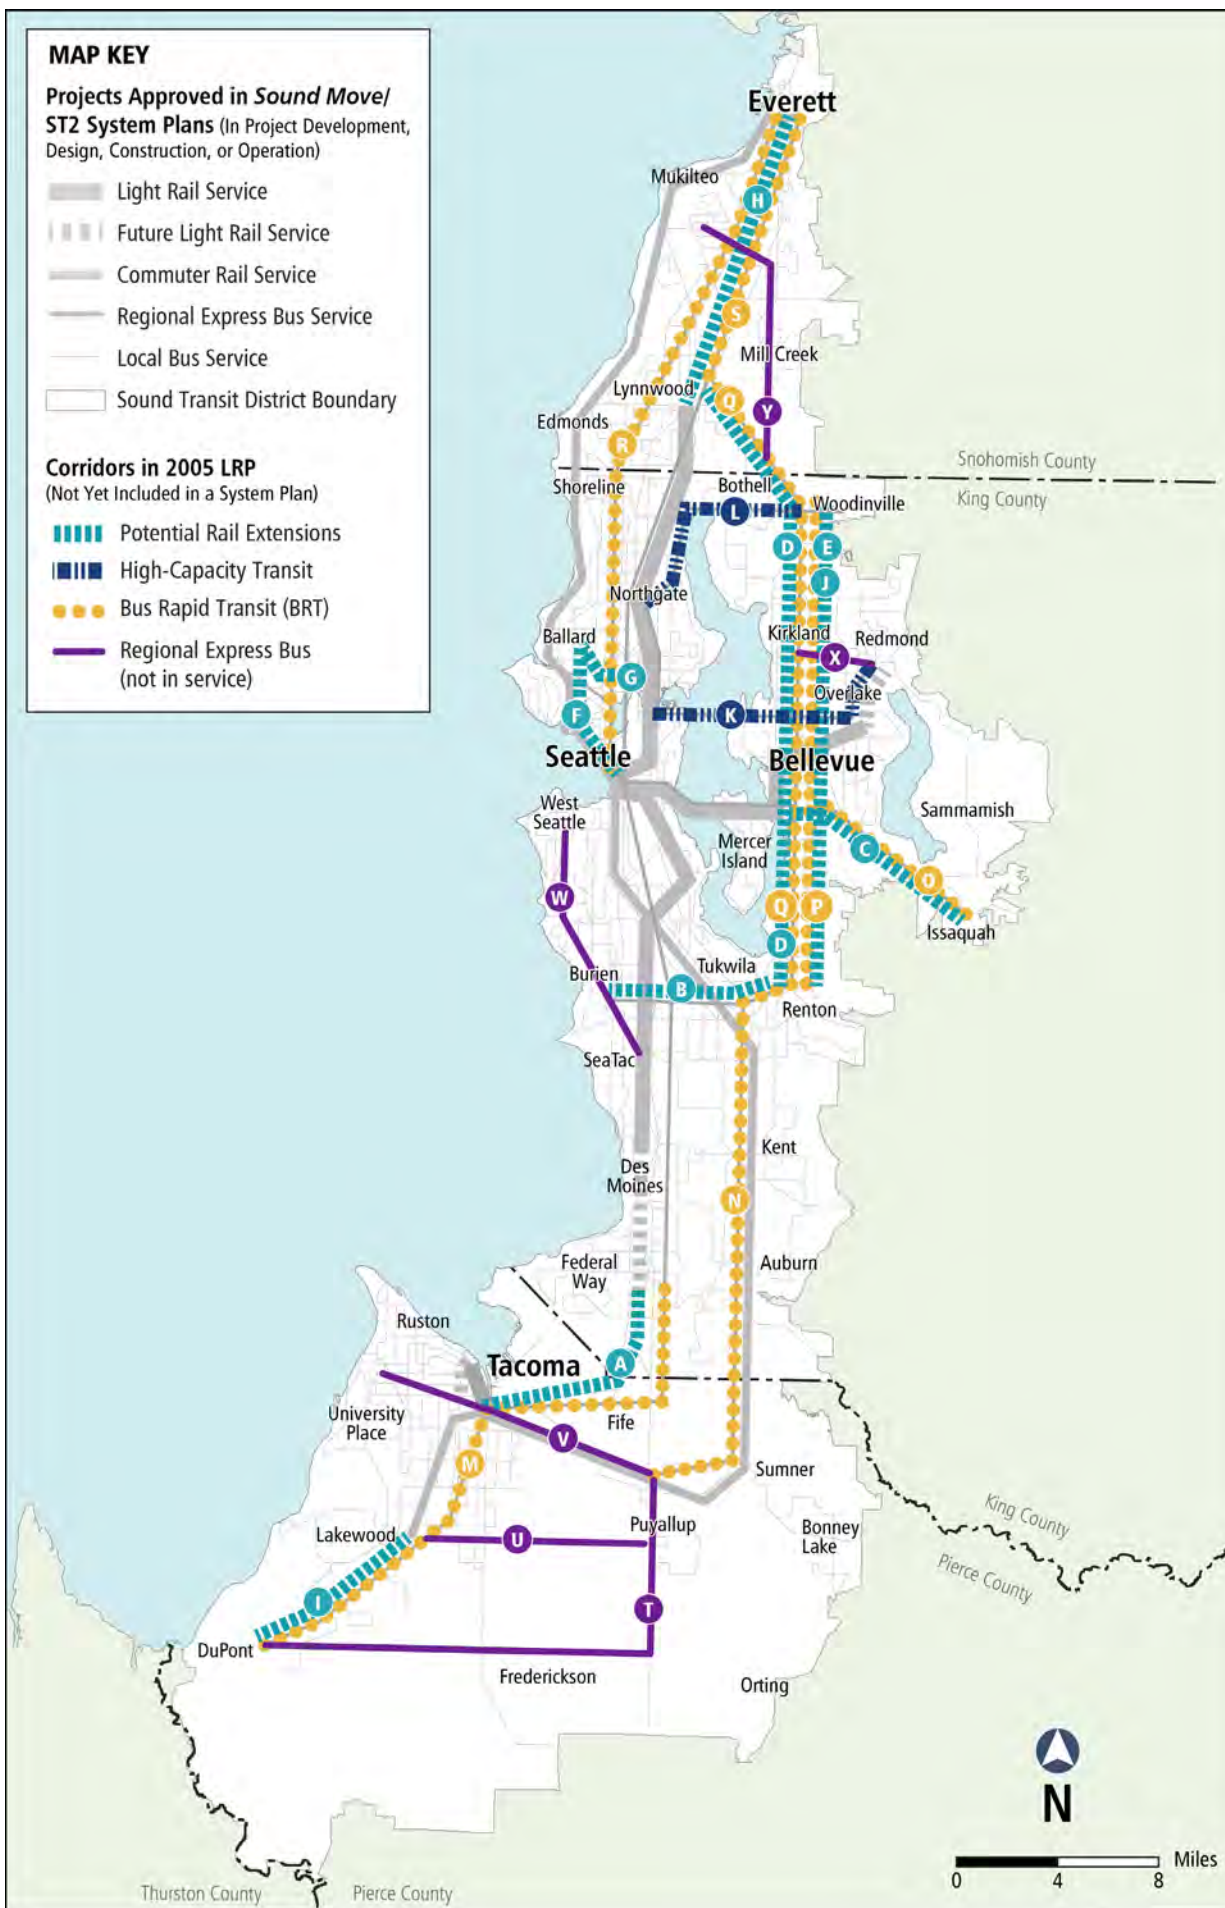 MAP KEY
Projects Approved in Sound Move/
ST2 System Plans (In Project Development,
Design, Construction, or Operation)
Light Rail Service
Future Light Rail Service
Commuter Rail Service
Regional Express Bus Service
Local Bus Service
Sound Transit District Boundary
Corridors in 2005 LRP
(Not Yet Included in a System Plan)
Potential Rail Extensions
High-Capacity Transit
Bus Rapid Transit (BRT)
Regional Express Bus
(not in service)
Everett
Mukilteo
H
S
Mill Creek
Lynnwood
Q
Y
Edmonds
R
Snohomish County
King County
Shoreline
Bothell
Woodinville
L
D
E
J
Northgate
Ballard
Kirkland
Redmond
X
G
Overlake
F
K
Seattle
Bellevue
West
Seattle
Sammamish
Mercer
Island
C
O
W
Q
P
Issaquah
D
Burien
Tukwila
B
Renton
SeaTac
Kent
Des
Moines
N
Federal
Way
Auburn
Ruston
Tacoma
A
University
Place
Fife
V
M
Sumner
King County
Pierce County
Lakewood
U
Puyallup
Bonney
Lake
I
T
DuPont
Frederickson
Orting
N
Miles
0
4
8
Thurston County
Pierce County